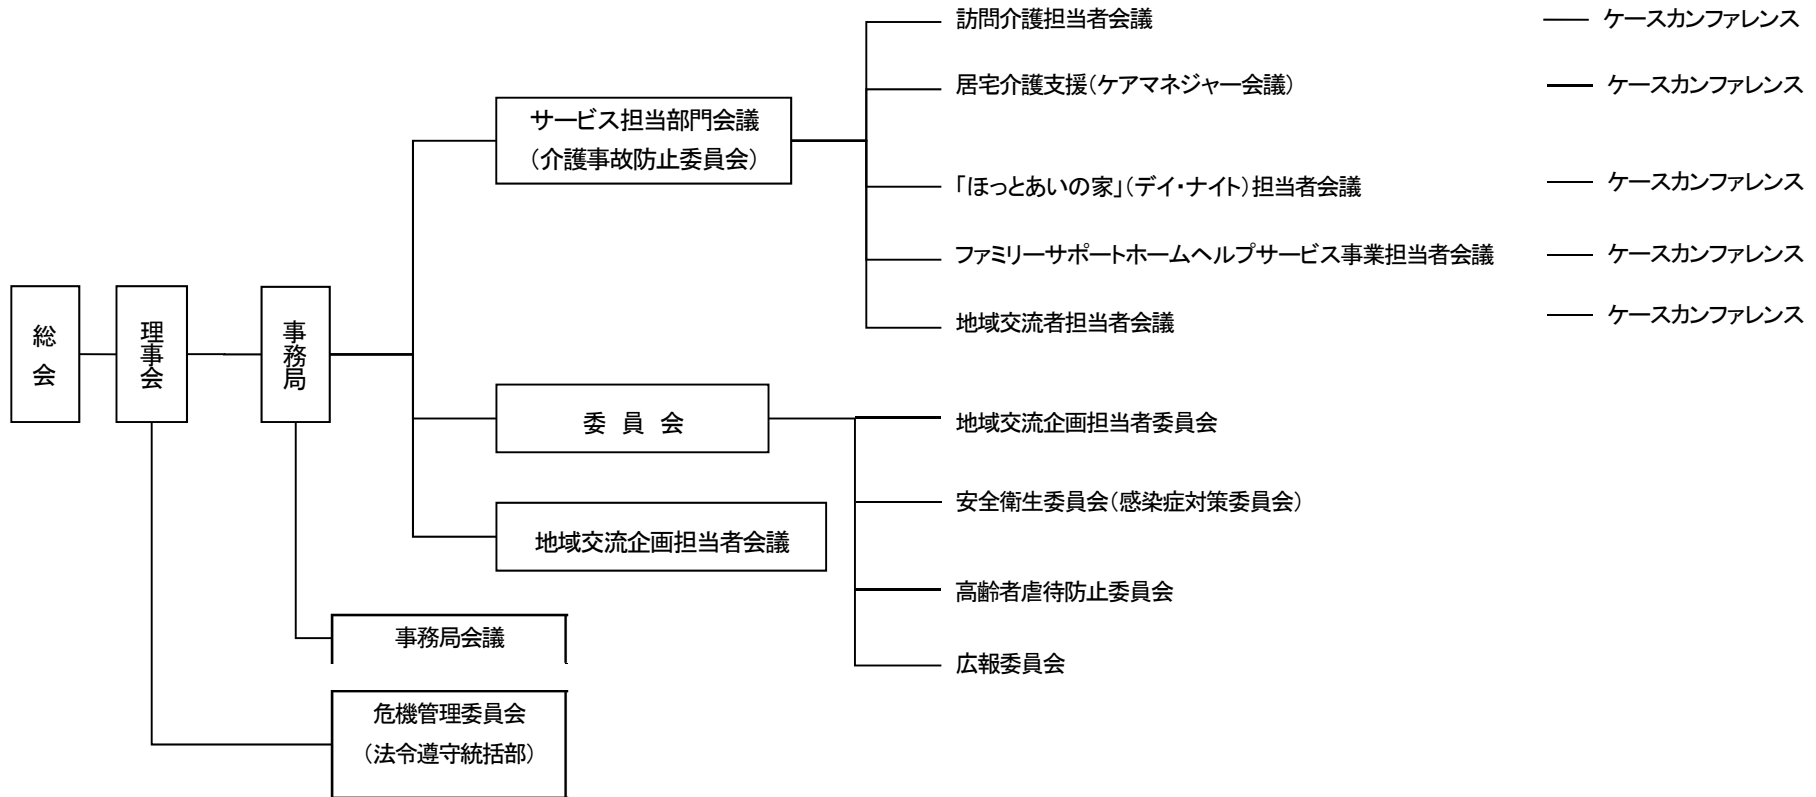 訪問介護担当者会議 ケースカンファレンス
居宅介護支援(ケアマネジャー会議) ケースカンファレンス
サービス担当部門会議
(介護事故防止委員会)
「ほっとあいの家」(デイ・ナイト)担当者会議 ケースカンファレンス
ファミリーサポートホームヘルプサービス事業担当者会議 ケースカンファレンス
地域交流者担当者会議 ケースカンファレンス
総会
理事会
事務局
委員会
地域交流企画担当者委員会
安全衛生委員会(感染症対策委員会)
地域交流企画担当者会議
高齢者虐待防止委員会
事務局会議
広報委員会
危機管理委員会
(法令遵守統括部)